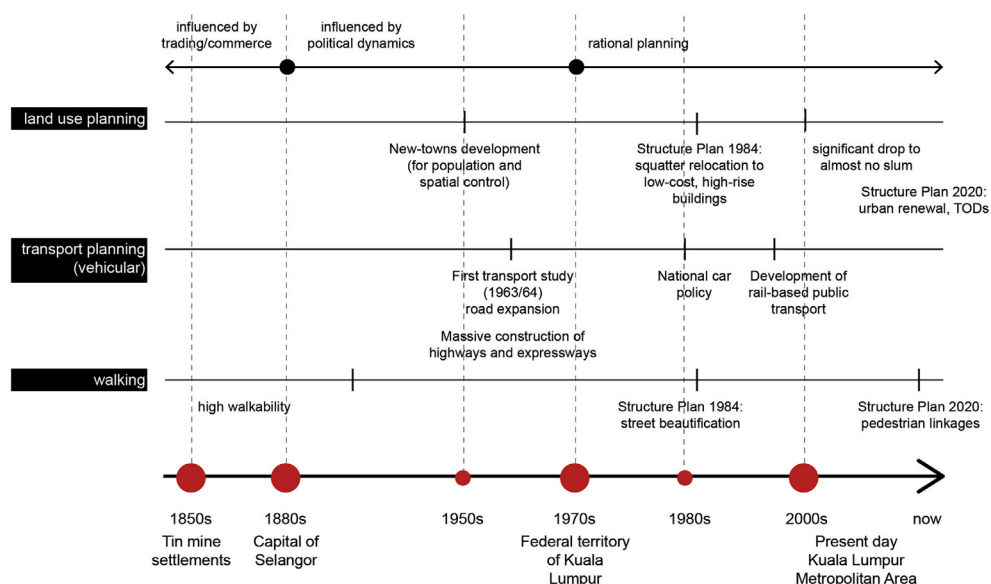 influenced by
trading/commerce
influenced by
political dynamics
rational planning
land use planning
New-towns development
(for population and
spatial control)
Structure Plan 1984:
squatter relocation to
low-cost, high-rise
buildings
significant drop to
almost no slum
Structure Plan 2020:
urban renewal, TODs
transport planning
(vehicular)
First transport study
(1963/64)
road expansion
National car
policy
Development of
rail-based public
transport
Massive construction of
highways and expressways
walking
high walkability
Structure Plan 1984:
street beautification
Structure Plan 2020:
pedestrian linkages
1850s
Tin mine
settlements
1880s
Capital of
Selangor
1950s
1970s
Federal territory
of Kuala
Lumpur
1980s
2000s
Present day
Kuala Lumpur
Metropolitan Area
now